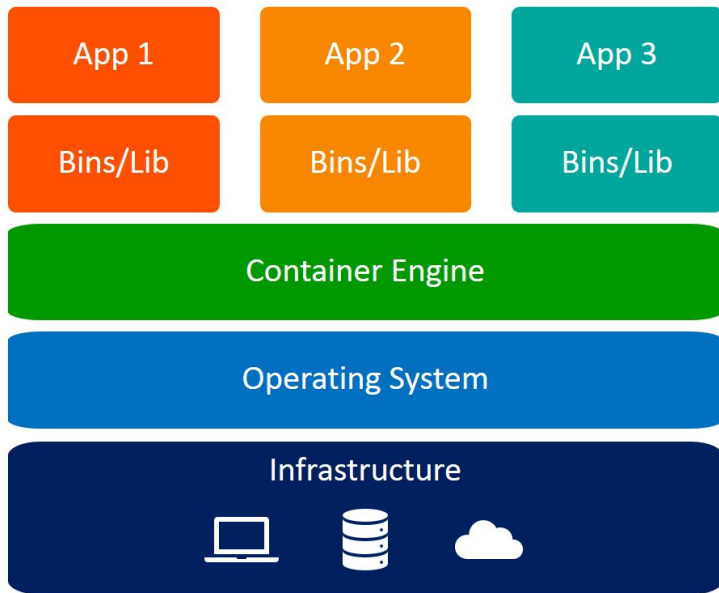 App 1
App 2
App 3
Bins/Lib
Bins/Lib
Bins/Lib
Container Engine
Operating System
Infrastructure